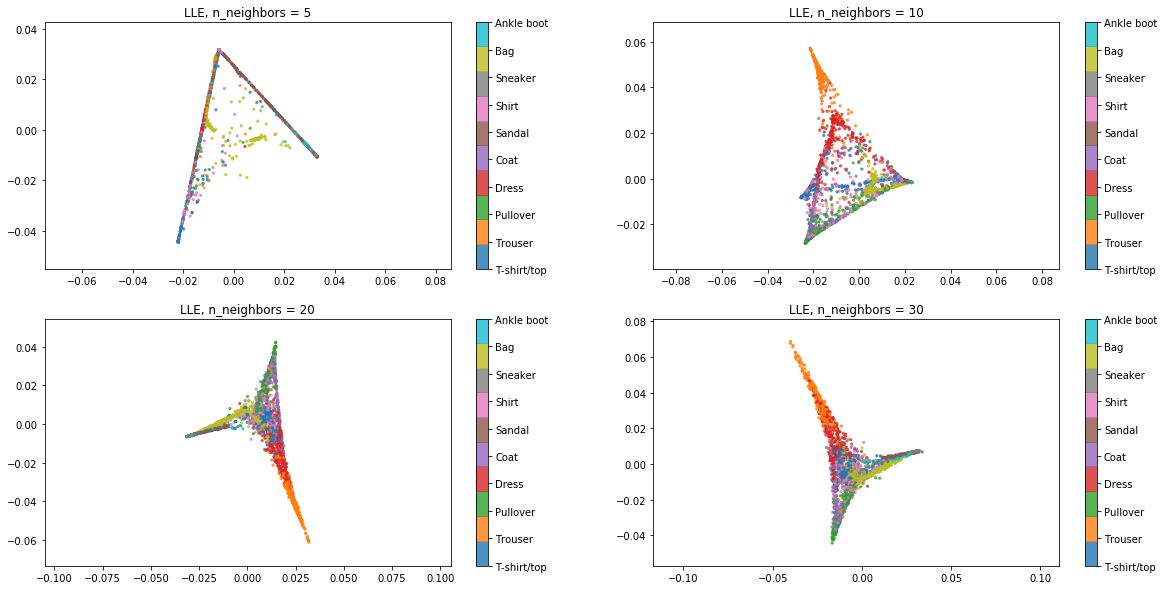 LLE, n_neighbors = 5
0.04
0.02
0.00
−0.02
−0.04
−0.06
−0.04
−0.02
0.00
0.02
0.04
0.06
0.08
Ankle boot
Bag
Sneaker
Shirt
Sandal
Coat
Dress
Pullover
Trouser
T-shirt/top
LLE, n_neighbors = 10
0.06
0.04
0.02
0.00
−0.02
−0.08
−0.06
−0.04
−0.02
0.00
0.02
0.04
0.06
0.08
Ankle boot
Bag
Sneaker
Shirt
Sandal
Coat
Dress
Pullover
Trouser
T-shirt/top
LLE, n_neighbors = 20
0.04
0.02
0.00
−0.02
−0.04
−0.06
−0.100
−0.075
−0.050
−0.025
0.000
0.025
0.050
0.075
0.100
Ankle boot
Bag
Sneaker
Shirt
Sandal
Coat
Dress
Pullover
Trouser
T-shirt/top
LLE, n_neighbors = 30
0.08
0.06
0.04
0.02
0.00
−0.02
−0.04
−0.10
−0.05
0.00
0.05
0.10
Ankle boot
Bag
Sneaker
Shirt
Sandal
Coat
Dress
Pullover
Trouser
T-shirt/top